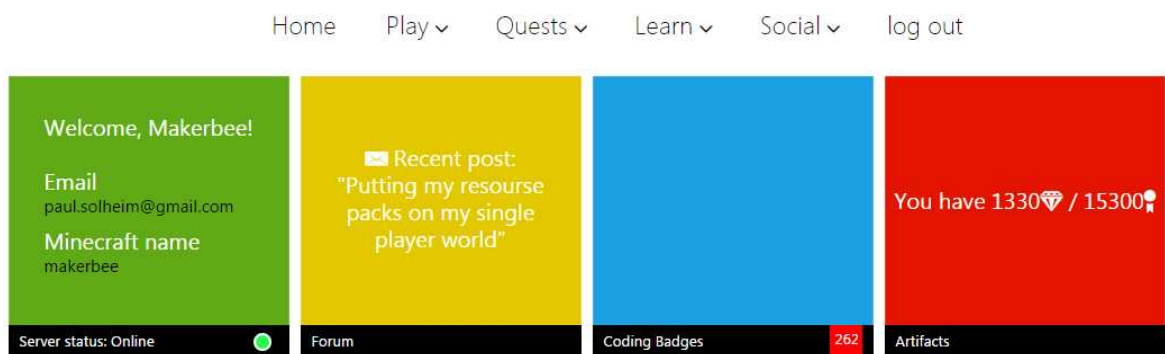 Home Play Quests Learn Social log out
Welcome, Makerbee!
Email
paul.solheim@gmail.com
Minecraft name
makerbee
Server status: Online
Recent post:
"Putting my resourse
packs on my single
player world"
Forum
Coding Badges 262
You have 1330 / 15300
Artifacts